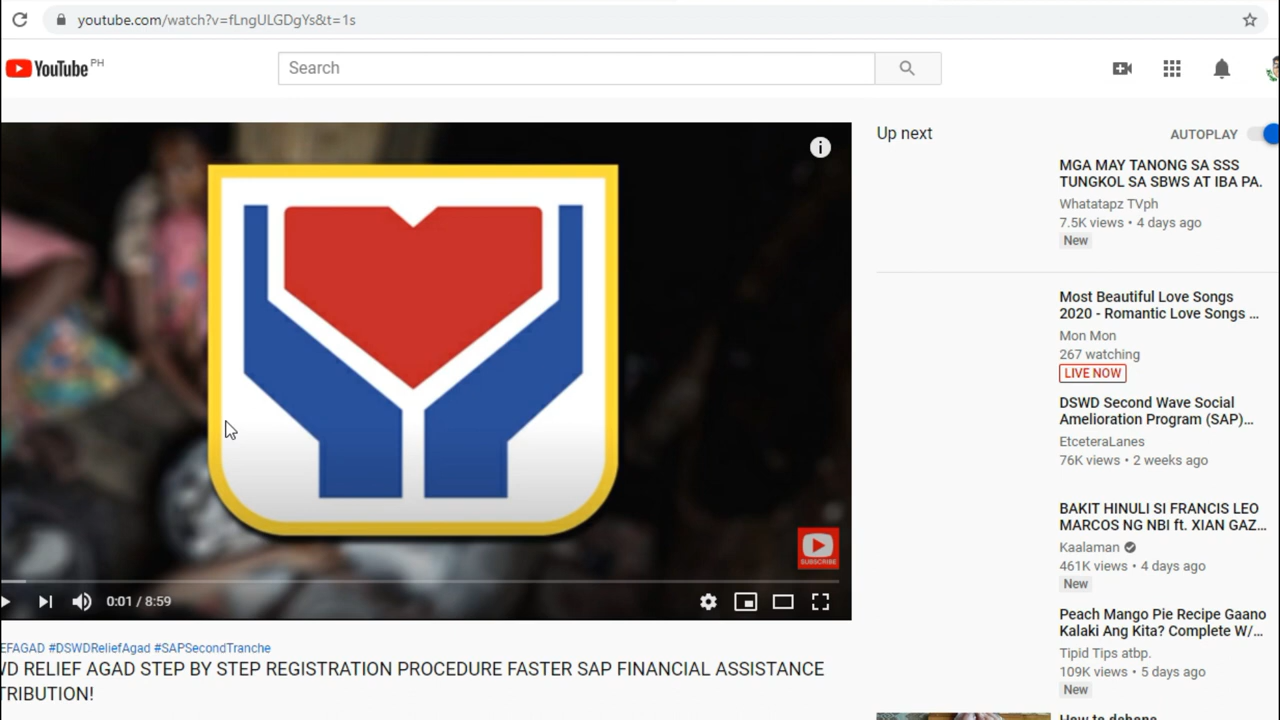 youtube.com/watch?v=fLngULGDgYs&t=1s
YouTube PH
Search
Up next
AUTOPLAY
MGA MAY TANONG SA SSS
TUNGKOL SA SBWS AT IBA PA.
Whatatapz TVph
7.5K views • 4 days ago
New
Most Beautiful Love Songs
2020 - Romantic Love Songs ...
Mon Mon
267 watching
LIVE NOW
DSWD Second Wave Social
Amelioration Program (SAP)...
EtceteraLanes
76K views • 2 weeks ago
BAKIT HINULI SI FRANCIS LEO
MARCOS NG NBI ft. XIAN GAZ...
Kaalaman
461K views • 4 days ago
New
Peach Mango Pie Recipe Gaano
Kalaki Ang Kita? Complete W/...
Tipid Tips atbp.
109K views • 5 days ago
New
SUBSCRIBE
0:01 / 8:59
EFAGAD #DSWDReliefAgad #SAPSecondTranche
WD RELIEF AGAD STEP BY STEP REGISTRATION PROCEDURE FASTER SAP FINANCIAL ASSISTANCE
TRIBUTION!